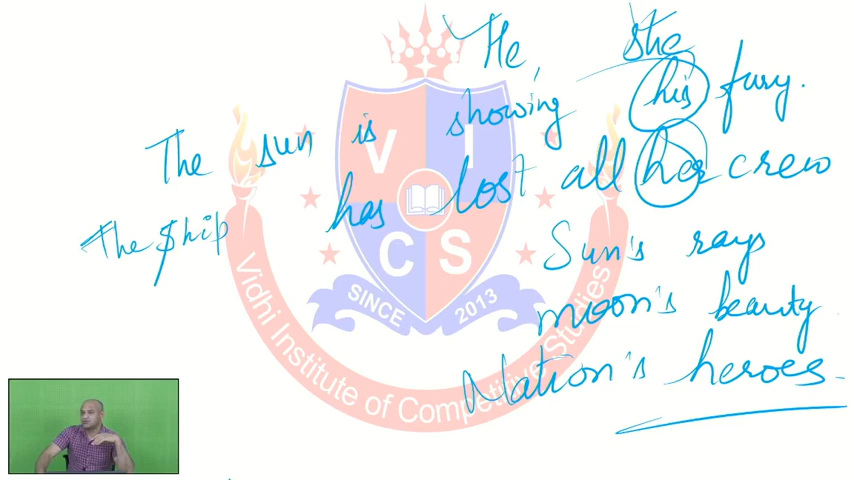 He, she
The sun is showing his fury.
The ship has lost all her crew
Sun's rays
moon's beauty
Nation's heroes.
V I
C S
SINCE 2013
Vidhi Institute of Competitive Studies